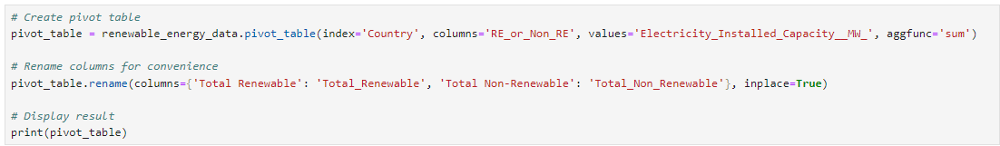 # Create pivot table
pivot_table = renewable_energy_data.pivot_table(index='Country', columns='RE_or_Non_RE', values='Electricity_Installed_Capacity__MW_', aggfunc='sum')
# Rename columns for convenience
pivot_table.rename(columns={'Total Renewable': 'Total_Renewable', 'Total Non-Renewable': 'Total_Non_Renewable'}, inplace=True)
# Display result
print(pivot_table)